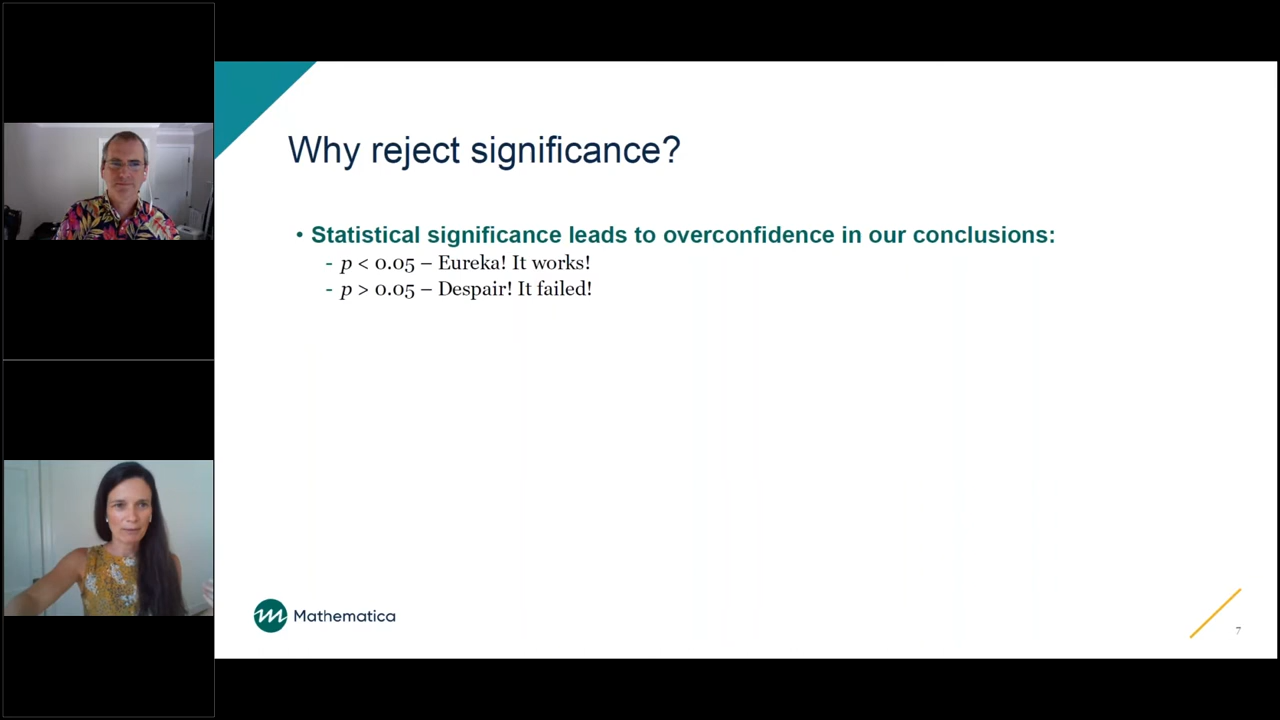 Why reject significance?
• Statistical significance leads to overconfidence in our conclusions:
- p < 0.05 – Eureka! It works!
- p > 0.05 – Despair! It failed!
Mathematica
7